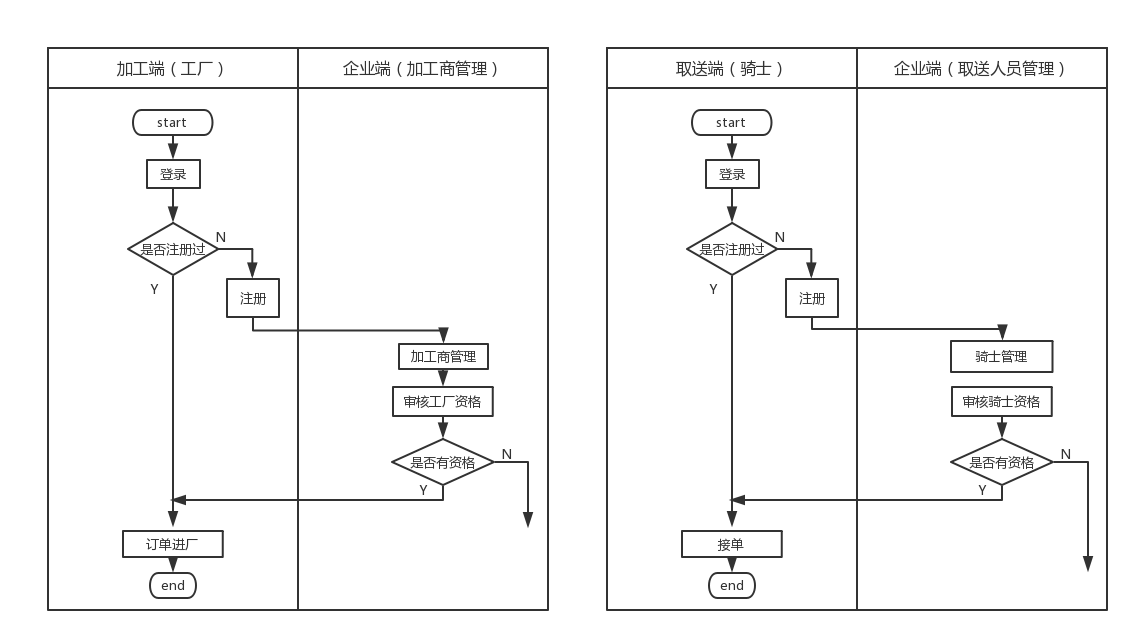 加工端（工厂）
企业端（加工商管理）
start
登录
是否注册过
N
Y
注册
加工商管理
审核工厂资格
是否有资格
N
Y
订单进厂
end
取送端（骑士）
企业端（取送人员管理）
start
登录
是否注册过
N
Y
注册
骑士管理
审核骑士资格
是否有资格
N
Y
接单
end